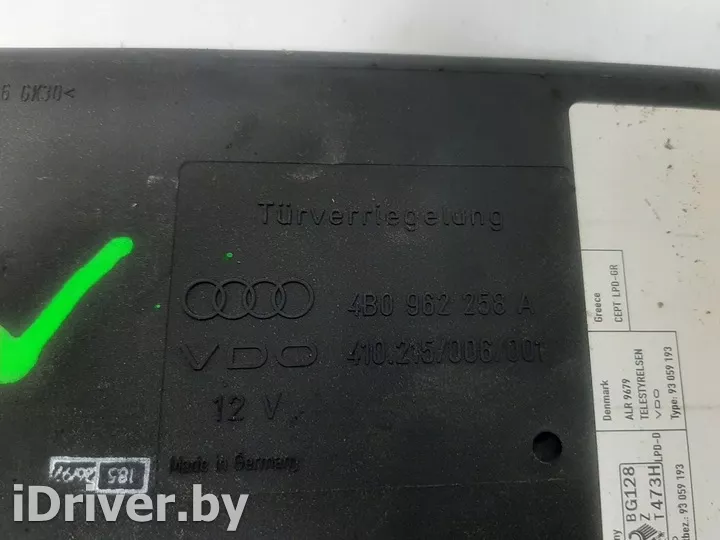 6 GK30<
Türverriegelung
4B0 962 258 A
VDO 410.215/006/001
12 V
Made in Germany
185
Greece
CEPT LPD-GR
Denmark
ALR 9679
TELESTYRELSEN
VDO
Type: 93 059 193
BG128
Z
T473H
LPD-D
93 059 193
iDriver.by